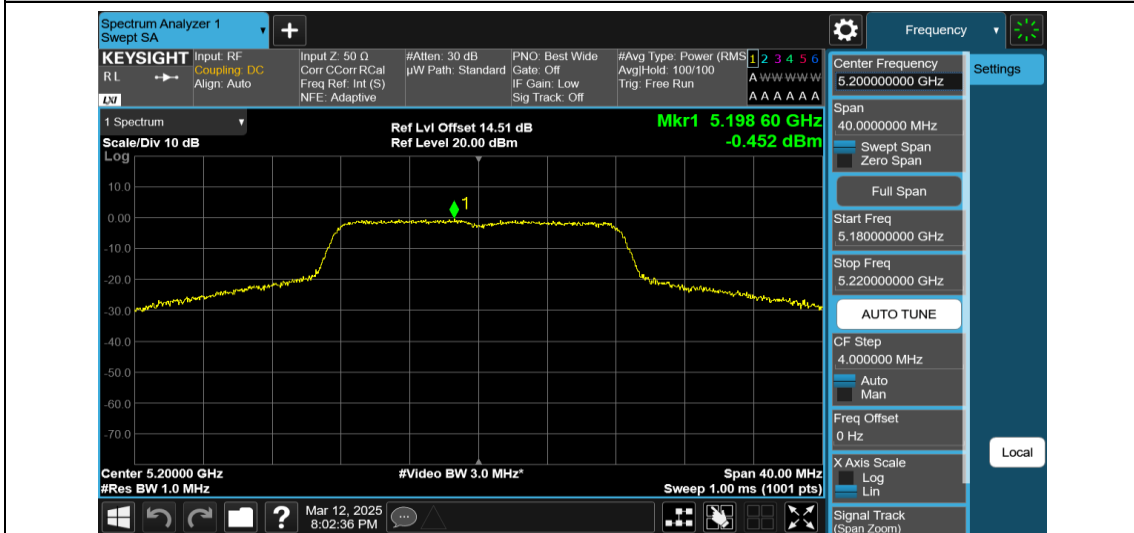 Spectrum Analyzer 1
Swept SA
+
Frequency
KEYSIGHT
R L
LXI
Input: RF
Coupling: DC
Align: Auto
Input Z: 50 Ω
Corr CCorr RCal
Freq Ref: Int (S)
NFE: Adaptive
#Atten: 30 dB
µW Path: Standard
PNO: Best Wide
Gate: Off
IF Gain: Low
Sig Track: Off
#Avg Type: Power (RMS
Avg|Hold: 100/100
Trig: Free Run
1 2 3 4 5 6
A W W W W W
A A A A A A
1 Spectrum
Scale/Div 10 dB
Log
Ref Lvl Offset 14.51 dB
Ref Level 20.00 dBm
Mkr1 5.198 60 GHz
-0.452 dBm
1
10.0
0.00
-10.0
-20.0
-30.0
-40.0
-50.0
-60.0
-70.0
Center 5.20000 GHz
#Res BW 1.0 MHz
#Video BW 3.0 MHz*
Span 40.00 MHz
Sweep 1.00 ms (1001 pts)
?
Mar 12, 2025
8:02:36 PM
Center Frequency
5.200000000 GHz
Span
40.0000000 MHz
Swept Span
Zero Span
Full Span
Start Freq
5.180000000 GHz
Stop Freq
5.220000000 GHz
AUTO TUNE
CF Step
4.000000 MHz
Auto
Man
Freq Offset
0 Hz
X Axis Scale
Log
Lin
Signal Track
(Span Zoom)
Settings
Local